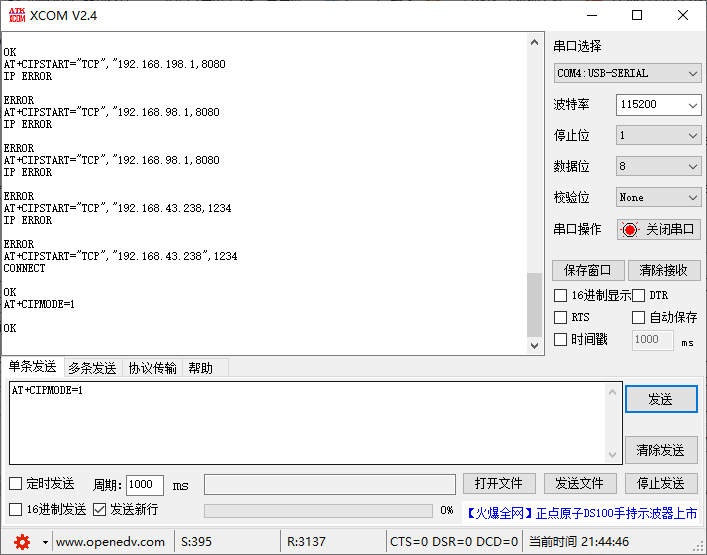 ATK XCOM XCOM V2.4
OK
AT+CIPSTART="TCP","192.168.198.1,8080
IP ERROR
ERROR
AT+CIPSTART="TCP","192.168.98.1,8080
IP ERROR
ERROR
AT+CIPSTART="TCP","192.168.98.1,8080
IP ERROR
ERROR
AT+CIPSTART="TCP","192.168.43.238,1234
IP ERROR
ERROR
AT+CIPSTART="TCP","192.168.43.238",1234
CONNECT
OK
AT+CIPMODE=1
OK
串口选择
COM4:USB-SERIAL
波特率 115200
停止位 1
数据位 8
校验位 None
串口操作 关闭串口
保存窗口 清除接收
16进制显示 DTR
RTS 自动保存
时间戳 1000 ms
单条发送 多条发送 协议传输 帮助
AT+CIPMODE=1
发送
清除发送
定时发送 周期: 1000 ms 打开文件 发送文件 停止发送
16进制发送 发送新行 0% 【火爆全网】正点原子DS100手持示波器上市
www.openedv.com S:395 R:3137 CTS=0 DSR=0 DCD=0 当前时间 21:44:46